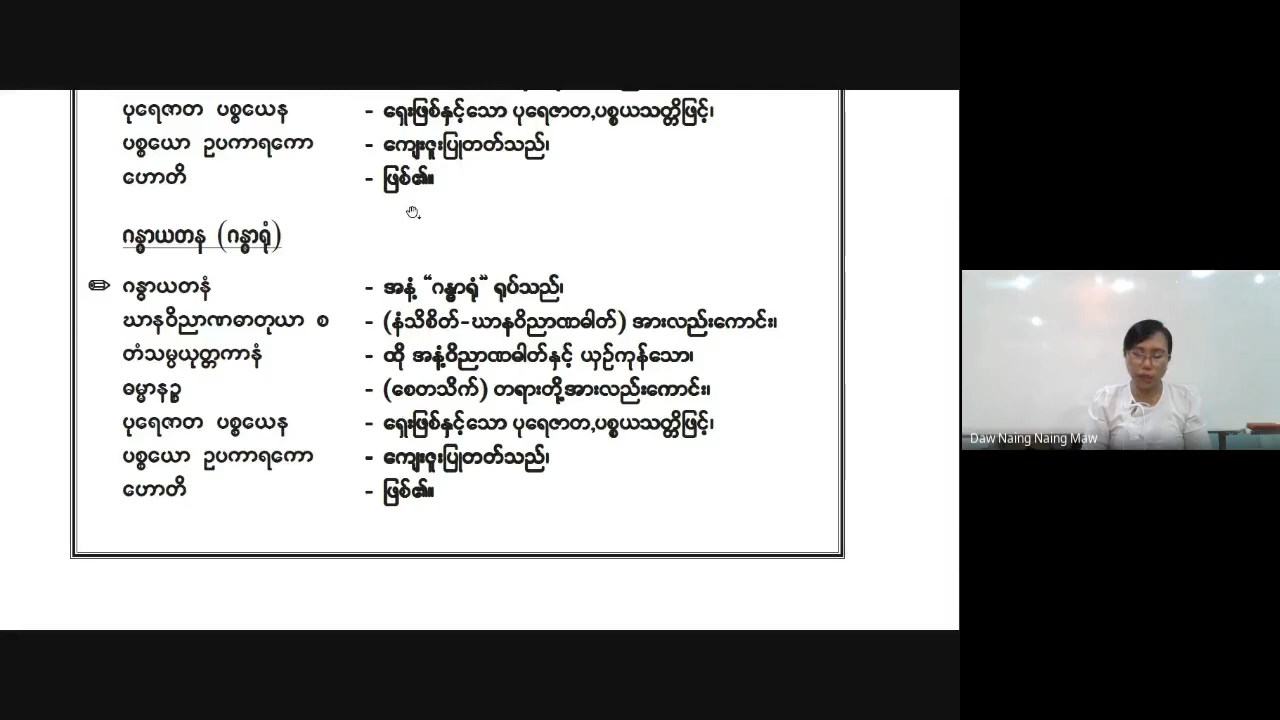 ပုရေဇာတ ပစ္စယေန - ရှေးဖြစ်နှင့်သော ပုရေဇာတ,ပစ္စယသတ္တိဖြင့်၊
ပစ္စယော ဥပကာရကော - ကျေးဇူးပြုတတ်သည်၊
ဟောတိ - ဖြစ်၏။
ဂန္ဓာယတန (ဂန္ဓာရုံ)
ဂန္ဓာယတနံ - အနံ့ “ဂန္ဓာရုံ” ရုပ်သည်၊
ဃာနဝိညာဏဓာတုယာ စ - (နံသိစိတ်-ဃာနဝိညာဏဓါတ်) အားလည်းကောင်း၊
တံသမ္ပယုတ္တကာနံ - ထို အနံ့ဝိညာဏဓါတ်နှင့် ယှဉ်ကုန်သော၊
ဓမ္မာနဉ္စ - (စေတသိက်) တရားတို့အားလည်းကောင်း၊
ပုရေဇာတ ပစ္စယေန - ရှေးဖြစ်နှင့်သော ပုရေဇာတ,ပစ္စယသတ္တိဖြင့်၊
ပစ္စယော ဥပကာရကော - ကျေးဇူးပြုတတ်သည်၊
ဟောတိ - ဖြစ်၏။
Daw Naing Naing Maw